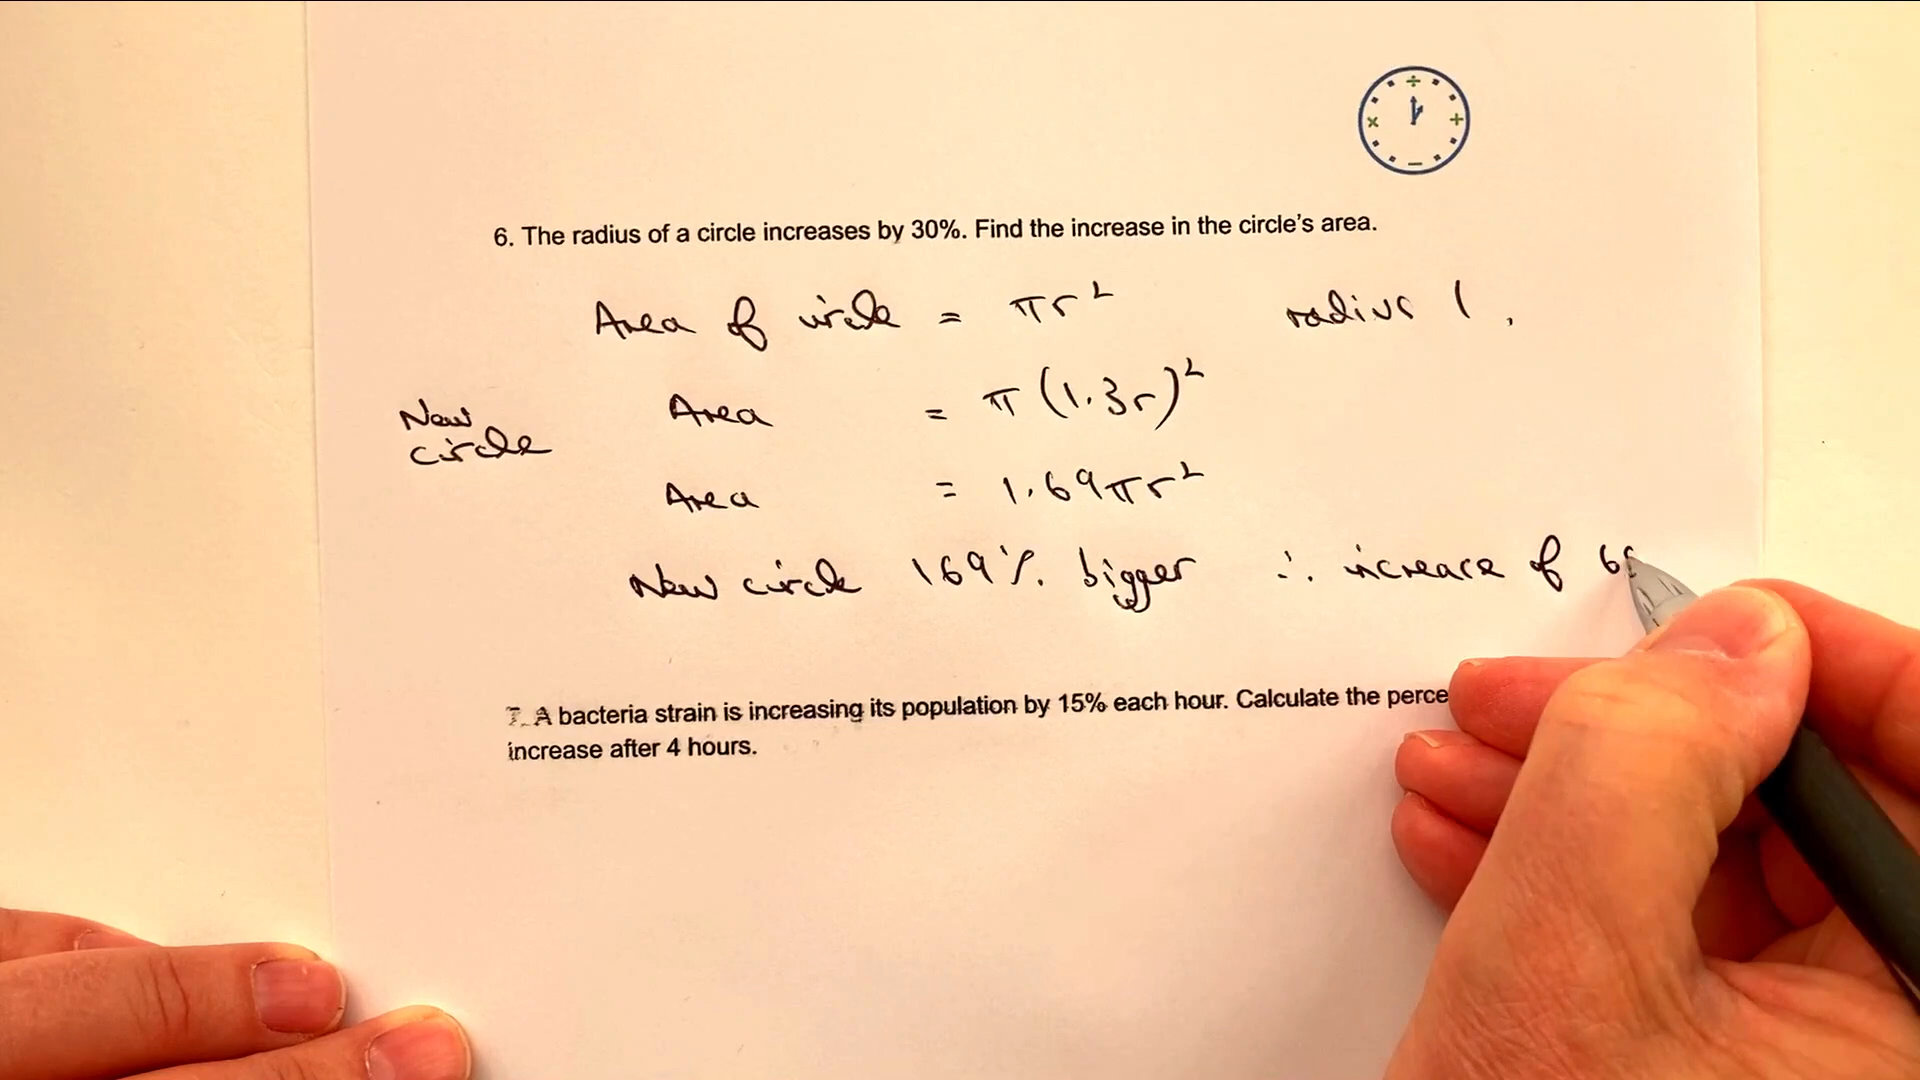 6. The radius of a circle increases by 30%. Find the increase in the circle's area.
Area of circle = πr² radius 1,
New circle Area = π(1.3r)²
Area = 1.69πr²
New circle 169% bigger ∴ increase of 6
7. A bacteria strain is increasing its population by 15% each hour. Calculate the
increase after 4 hours.